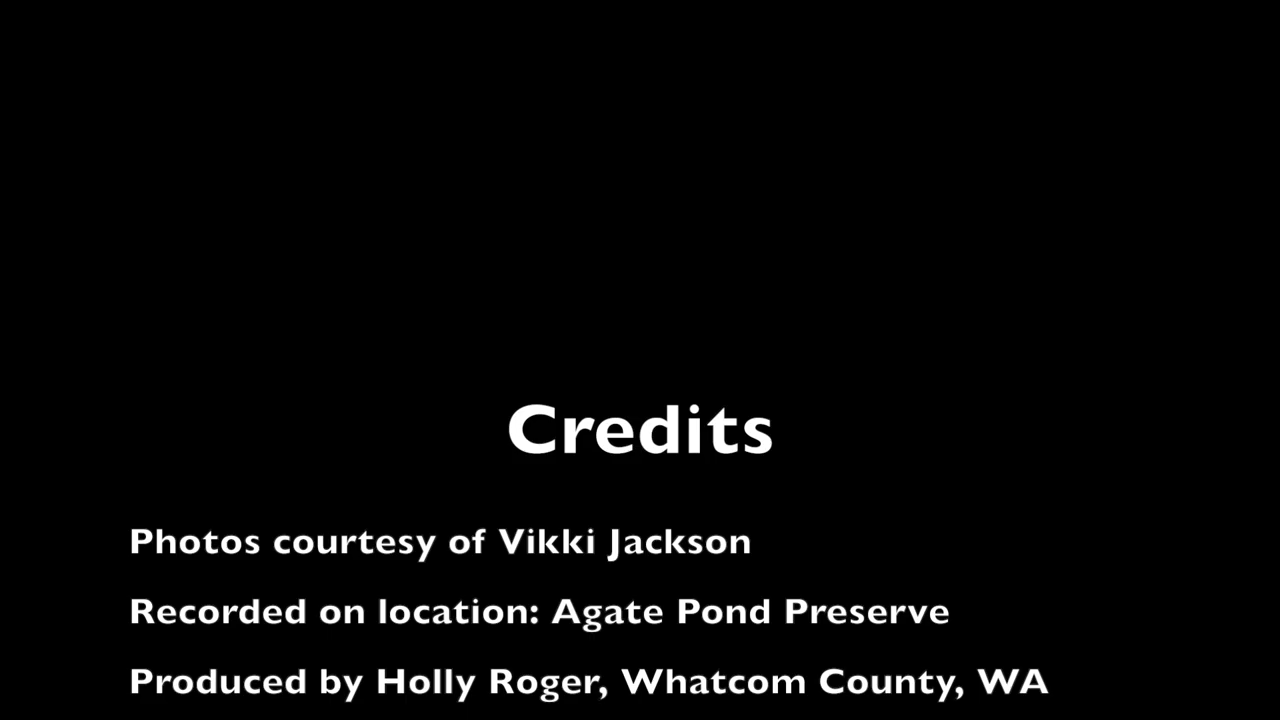 Credits
Photos courtesy of Vikki Jackson
Recorded on location: Agate Pond Preserve
Produced by Holly Roger, Whatcom County, WA